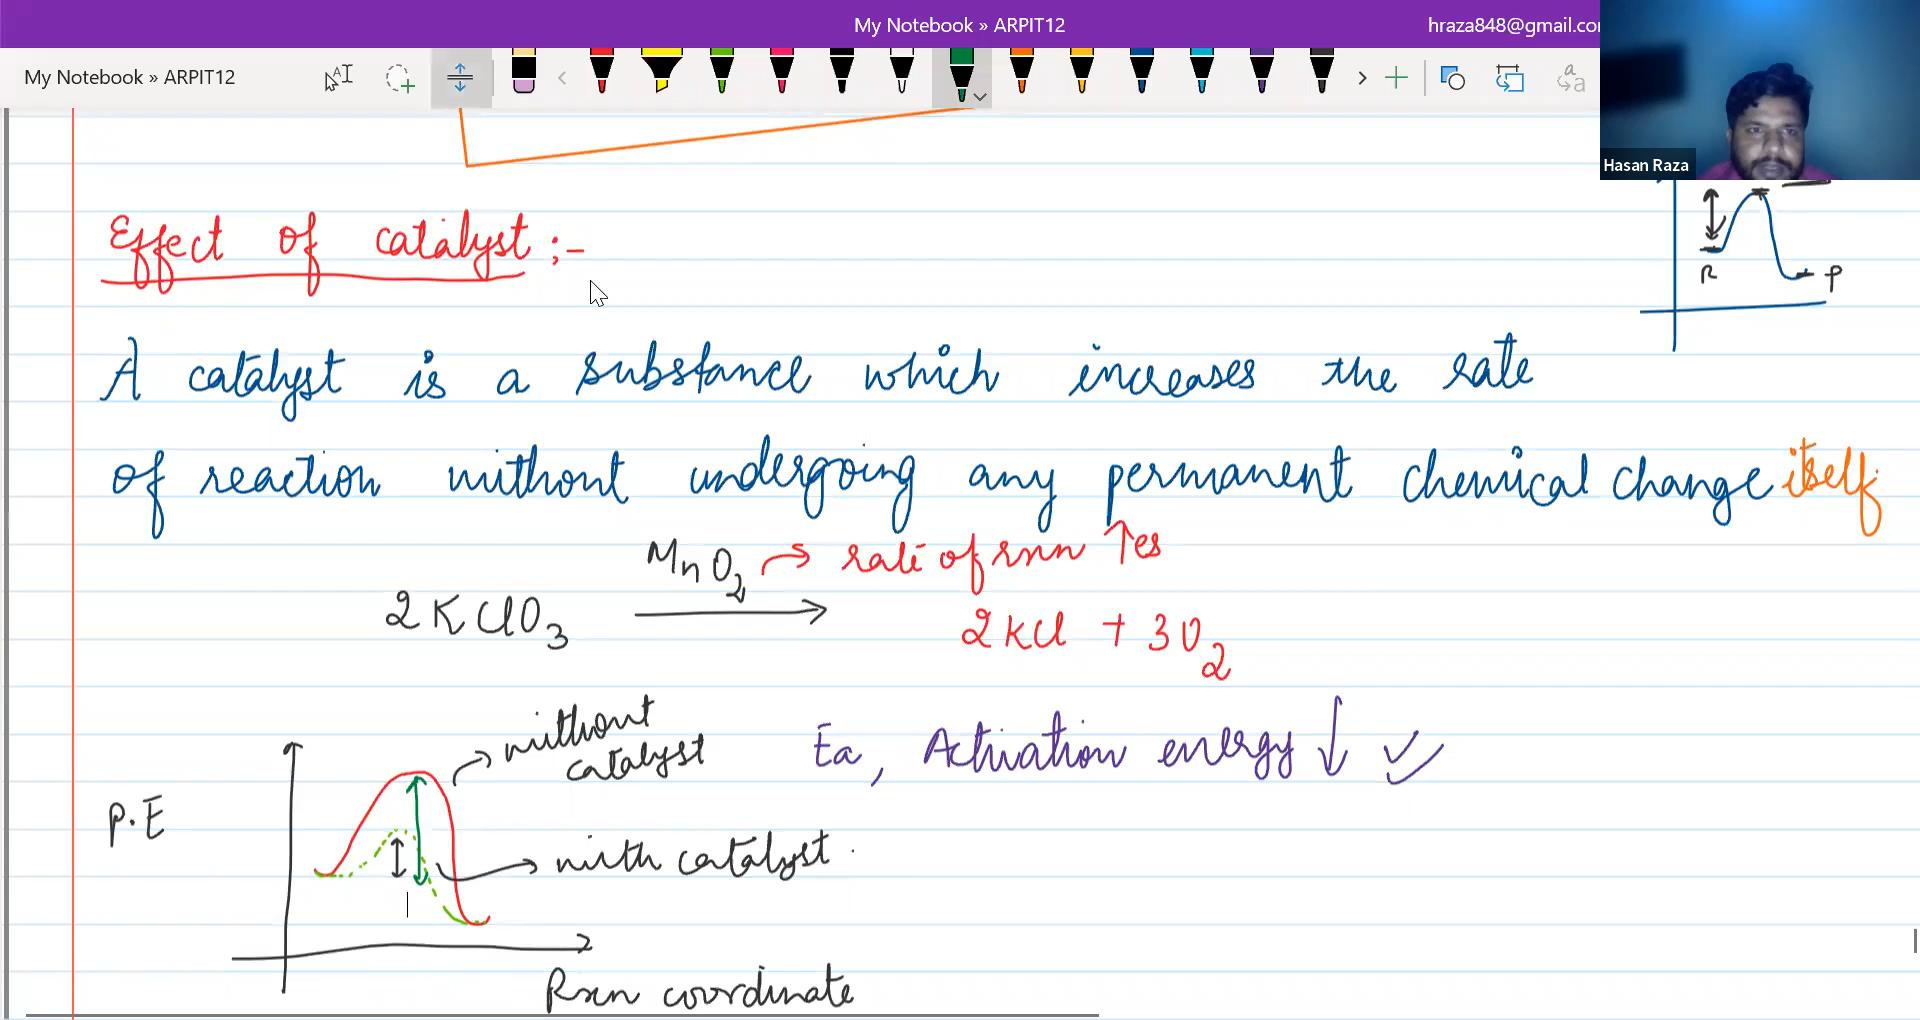 My Notebook » ARPIT12
hraza848@gmail.co
My Notebook » ARPIT12
Hasan Raza
Effect of catalyst :-
R
P
A catalyst is a substance which increases the rate
of reaction without undergoing any permanent chemical change itself
MnO2 → rate of rxn ↑es
2KClO3 → 2KCl + 3O2
without
catalyst
Ea, Activation energy ↓ ✓
P.E
with catalyst
Rxn coordinate